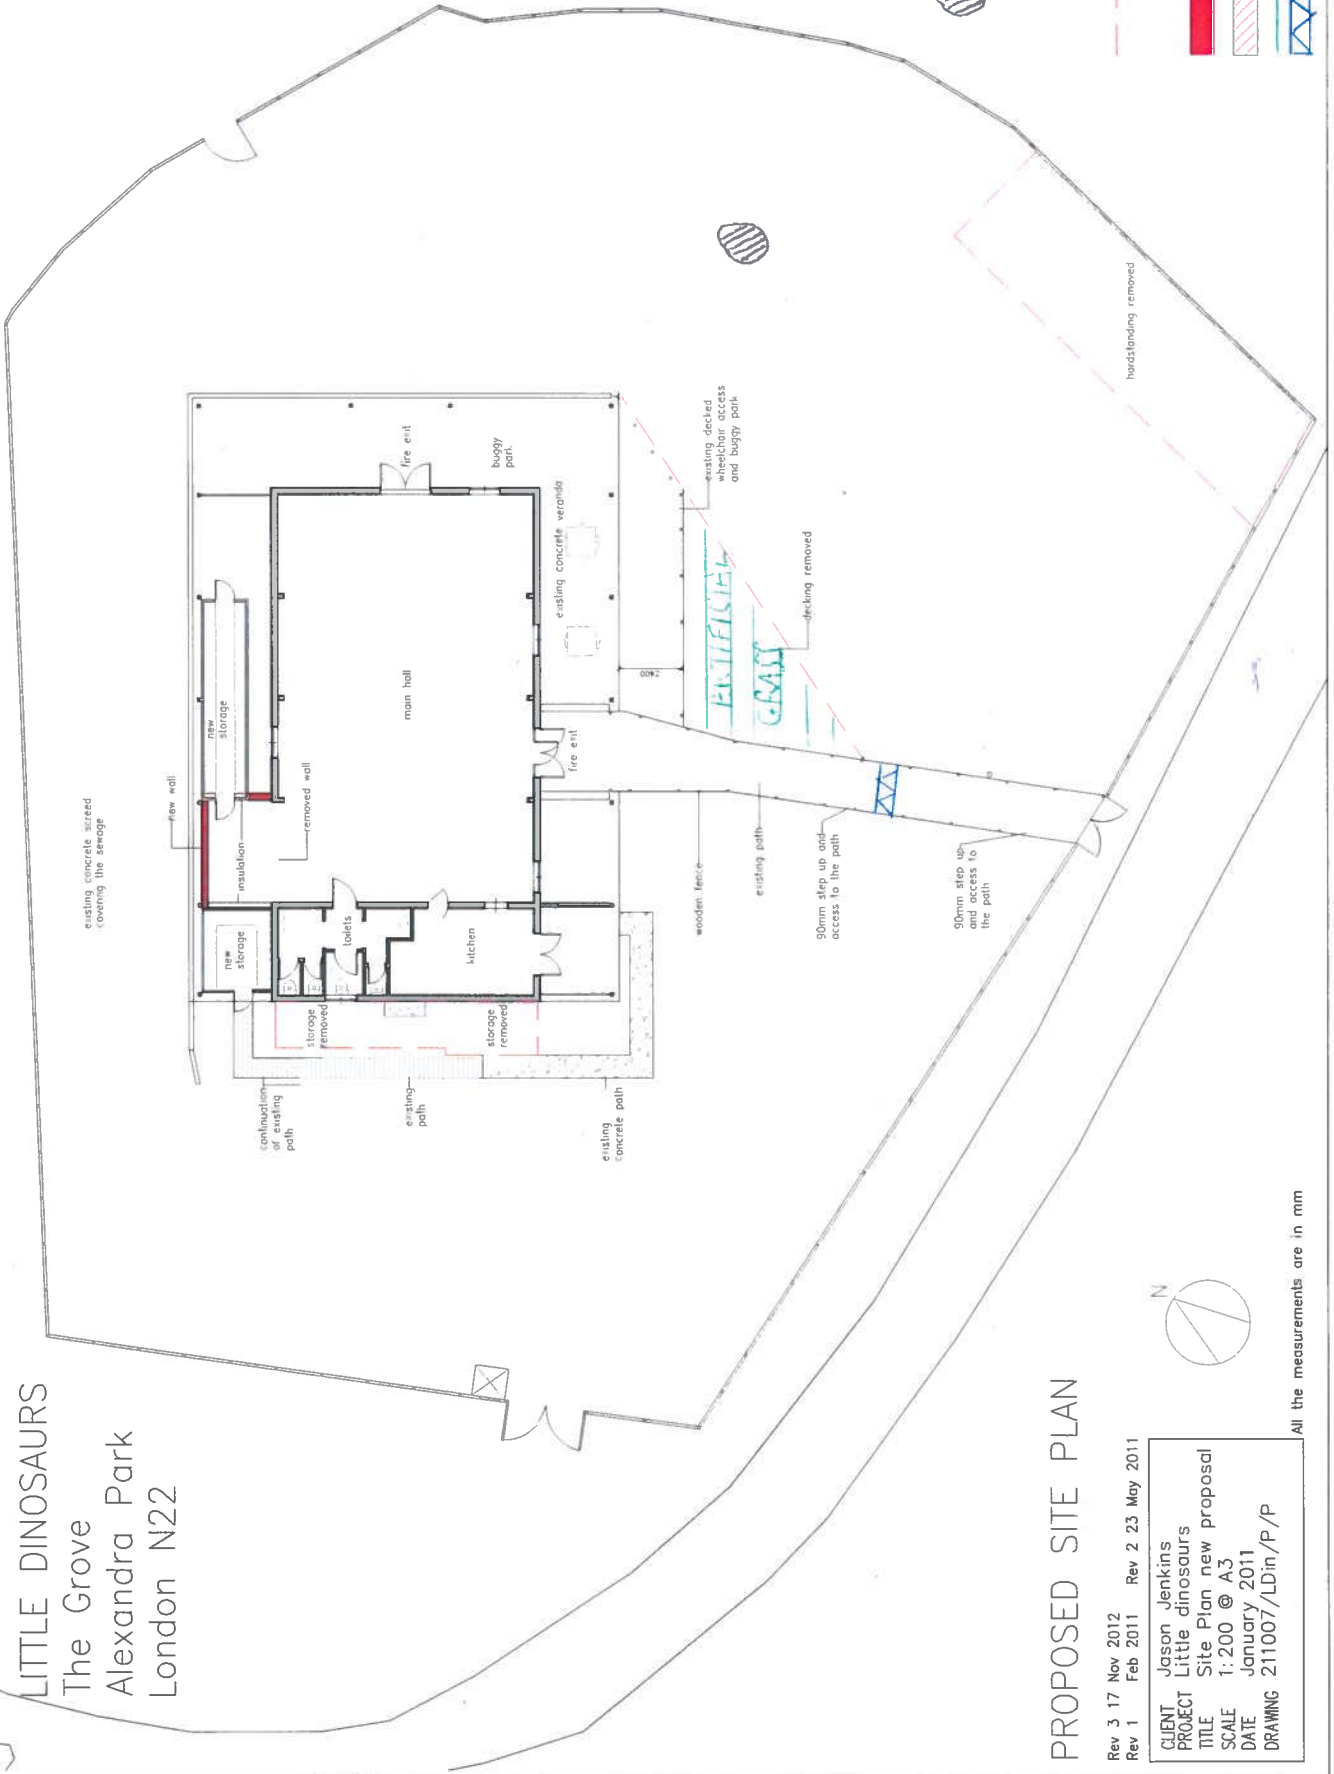 LITTLE DINOSAURS
The Grove
Alexandra Park
London N22
existing concrete screed
covering the sewage
new wall
new
storage
insulation
removed wall
new
storage
main hall
toilets
kitchen
fire exit
buggy
park
existing concrete veranda
fire exit
storage
removed
storage
removed
continuation
of existing
path
existing
path
existing
concrete path
2400
existing decked
wheelchair access
and buggy park
ARTIFICIAL
GRASS
decking removed
wooden fence
existing path
90mm step up and
access to the path
90mm step up
and access to
the path
hardstanding removed
N
PROPOSED SITE PLAN
Rev 3 17 Nov 2012
Rev 1 Feb 2011 Rev 2 23 May 2011
CLIENT Jason Jenkins
PROJECT Little dinosaurs
TITLE Site Plan new proposal
SCALE 1:200 @ A3
DATE January 2011
DRAWING 211007/LDin/P/P
All the measurements are in mm